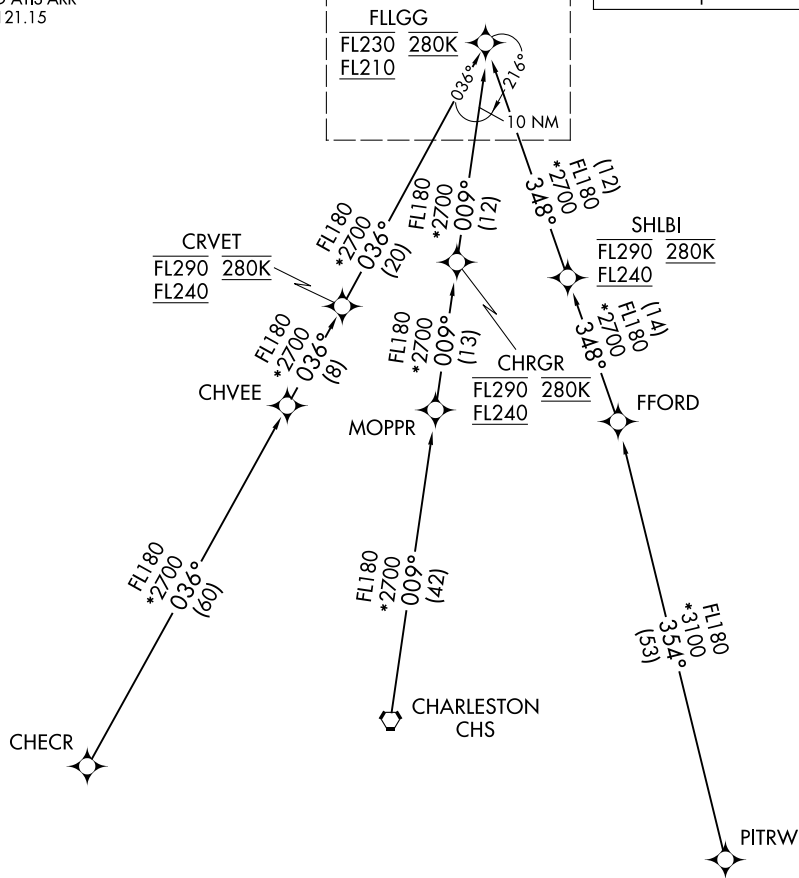 121.15
FLLGG
FL230 280K
FL210
036°
216°
10 NM
FL180
*2700
036°
(20)
FL180
*2700
009°
(12)
(12)
FL180
*2700
348°
CRVET
FL290 280K
FL240
SHLBI
FL290 280K
FL240
FL180
*2700
036°
(8)
FL180
*2700
009°
(13)
(14)
FL180
*2700
348°
CHRGR
FL290 280K
FL240
CHVEE
MOPPR
FFORD
FL180
*2700
036°
(60)
FL180
*2700
009°
(42)
FL180
*3100
354°
(53)
CHARLESTON
CHS
CHECR
PITRW